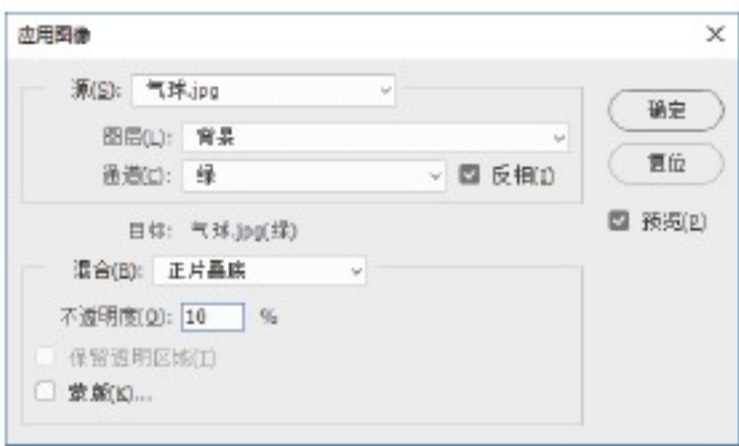 应用图像
源(S): 气球.jpg
图层(L): 背景
通道(C): 绿 反相(I)
目标: 气球.jpg(绿)
混合(B): 正片叠底
不透明度(O): 10 %
保留透明区域(T)
蒙版(K)...
确定
复位
预览(P)